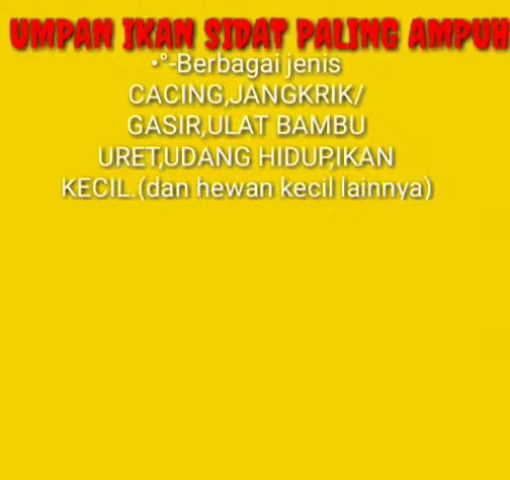 UMPAN IKAN SIDAT PALING AMPUH
•°-Berbagai jenis
CACING,JANGKRIK/
GASIR,ULAT BAMBU
URET,UDANG HIDUP,IKAN
KECIL.(dan hewan kecil lainnya)